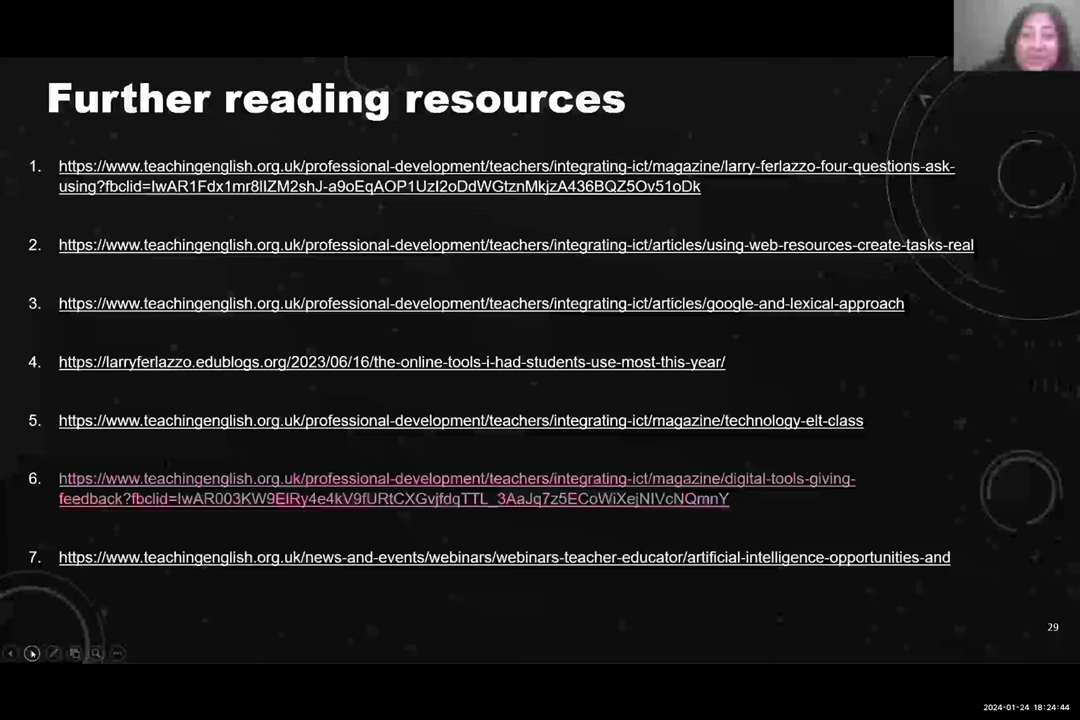 Further reading resources
1. https://www.teachingenglish.org.uk/professional-development/teachers/integrating-ict/magazine/larry-ferlazzo-four-questions-ask-
using?fbclid=IwAR1Fdx1mr8lIZM2shJ-a9oEqAOP1UzI2oDdWGtznMkjzA436BQZ5Ov51oDk
2. https://www.teachingenglish.org.uk/professional-development/teachers/integrating-ict/articles/using-web-resources-create-tasks-real
3. https://www.teachingenglish.org.uk/professional-development/teachers/integrating-ict/articles/google-and-lexical-approach
4. https://larryferlazzo.edublogs.org/2023/06/16/the-online-tools-i-had-students-use-most-this-year/
5. https://www.teachingenglish.org.uk/professional-development/teachers/integrating-ict/magazine/technology-elt-class
6. https://www.teachingenglish.org.uk/professional-development/teachers/integrating-ict/magazine/digital-tools-giving-
feedback?fbclid=IwAR003KW9EIRy4e4kV9fURtCXGvjfdqTTL_3AaJq7z5ECoWiXejNIVcNQmnY
7. https://www.teachingenglish.org.uk/news-and-events/webinars/webinars-teacher-educator/artificial-intelligence-opportunities-and
29
2024-01-24 18:24:44